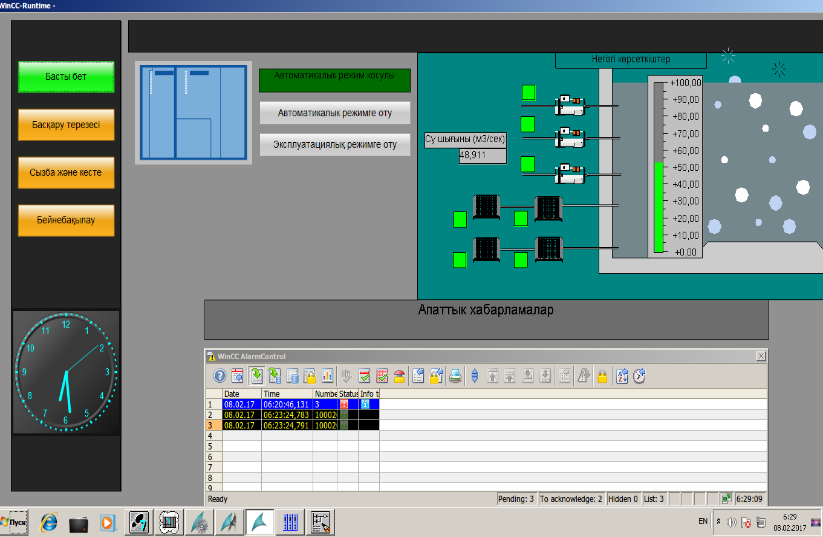 WinCC-Runtime -
Басты бет
Басқару терезесі
Сызба және кесте
Бейнебақылау
12
1
2
3
4
5
6
7
8
9
10
11
Автоматикалык режим косулы
Автоматикалык режимге оту
Эксплуатациялық режимге оту
Негізгі көрсеткіштер
Су шығыны (м3/сек)
48,911
+100,00
+90,00
+80,00
+70,00
+60,00
+50,00
+40,00
+30,00
+20,00
+10,00
+0.00
Апаттык хабарламалар
WinCC AlarmControl
Date Time Numbe Status Info t
1 08.02.17 06:20:46,131 3
2 08.02.17 06:23:24,783 10002
3 08.02.17 06:23:24,791 10002
4
5
6
7
8
9
Ready Pending: 3 To acknowledge: 2 Hidden 0 List: 3 6:29:09
Пуск EN 6:29
08.02.2017